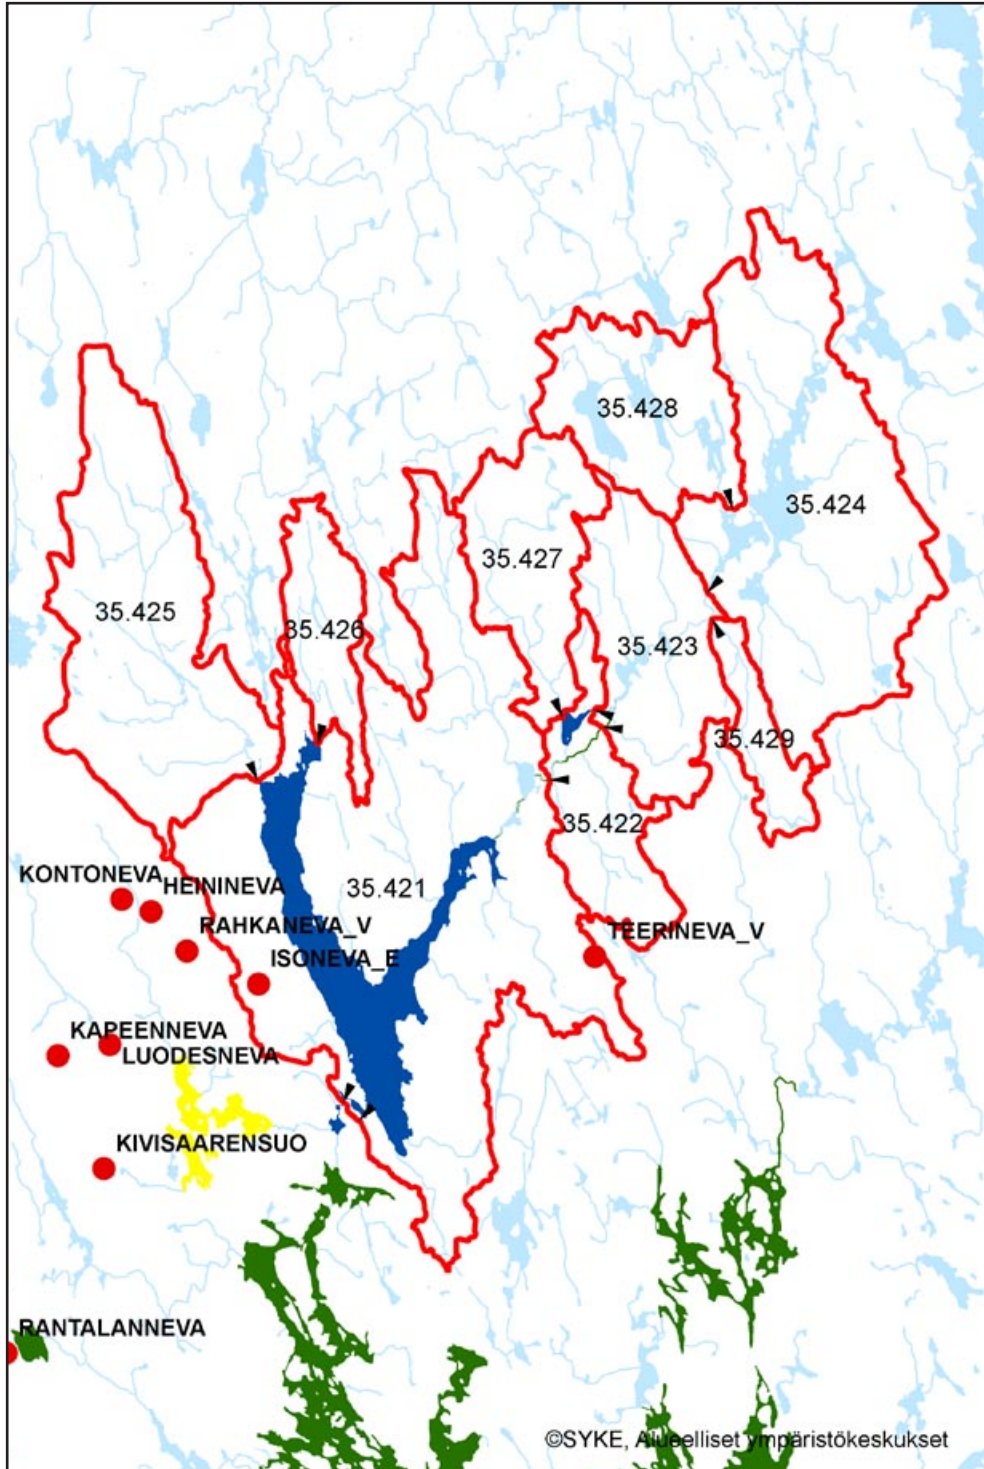 35.428
35.424
35.427
35.425
35.426
35.423
35.429
35.422
35.421
KONTONEVA
HEININEVA
RAHKANEVA_V
TEERINEVA_V
ISONEVA_E
KAPEENNEVA
LUODESNEVA
KIVISAARENSUO
RANTALANNEVA
©SYKE, Alueelliset ympäristökeskukset